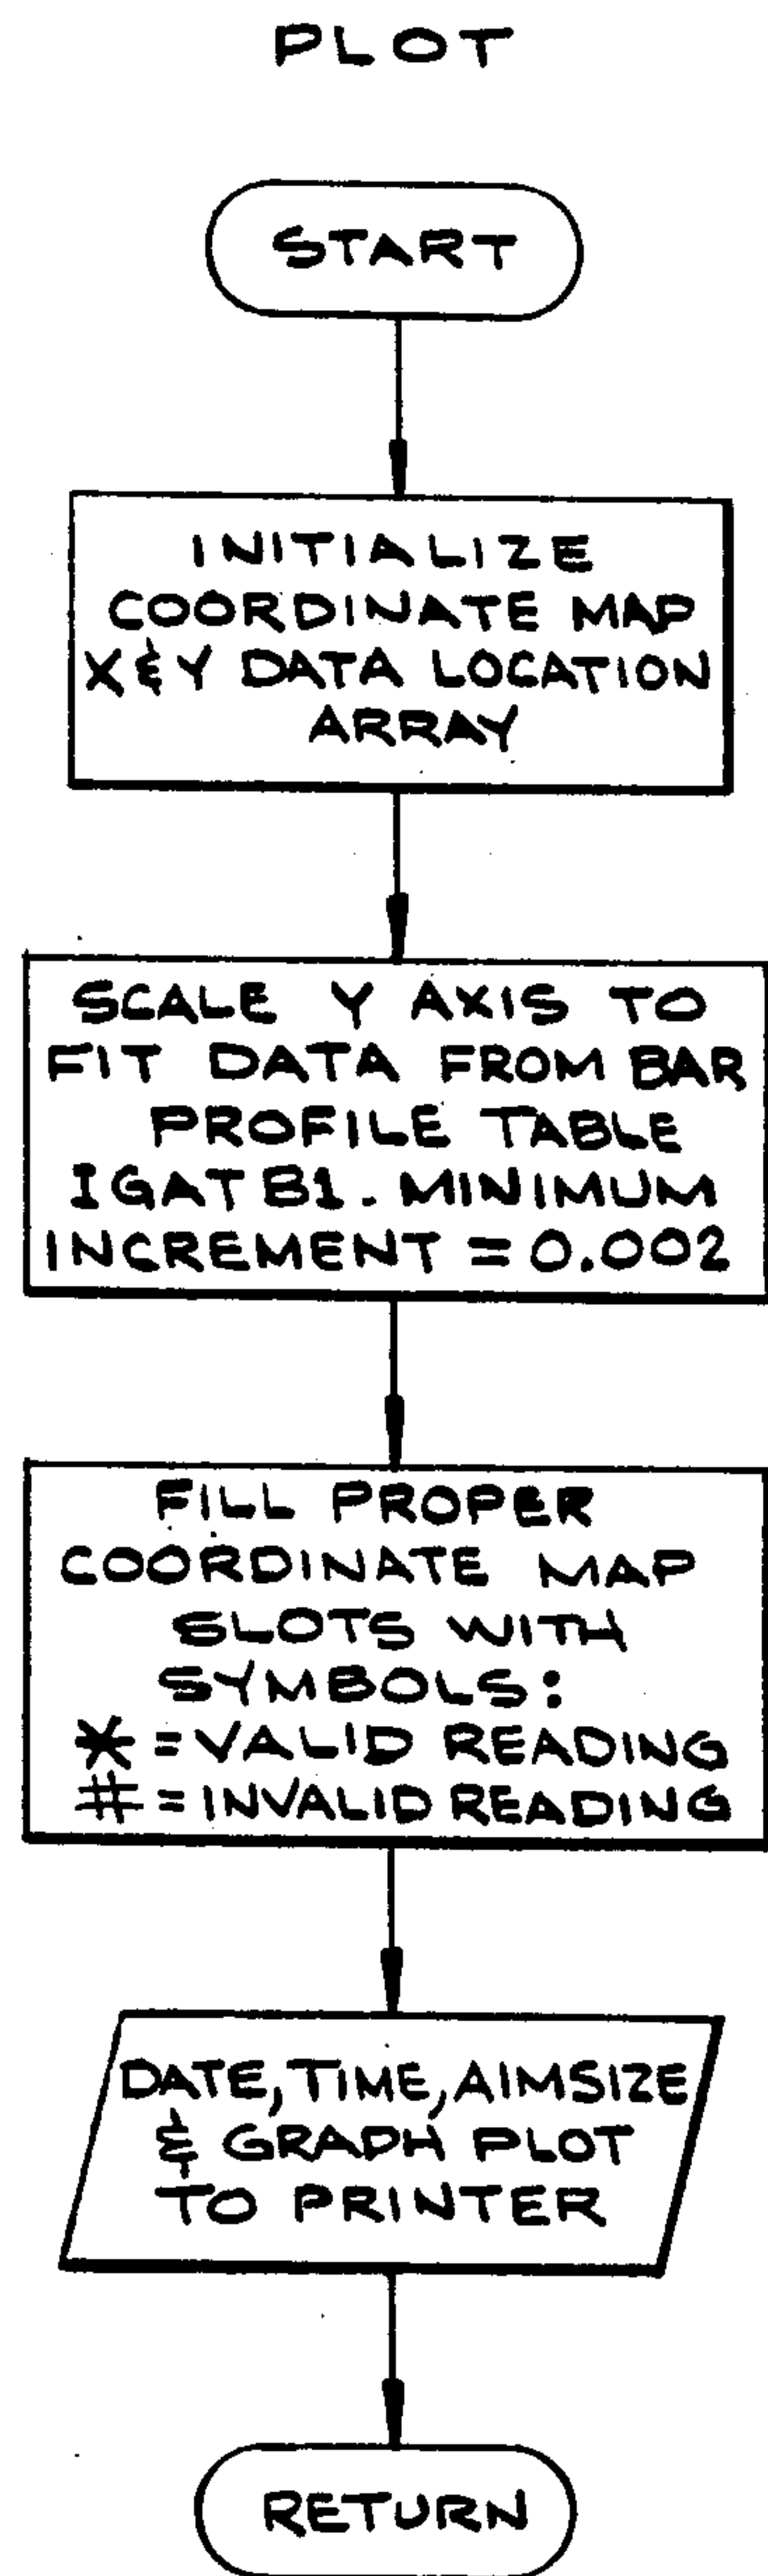 PLOT
START
INITIALIZE
COORDINATE MAP
X & Y DATA LOCATION
ARRAY
SCALE Y AXIS TO
FIT DATA FROM BAR
PROFILE TABLE
IGATB1. MINIMUM
INCREMENT = 0.002
FILL PROPER
COORDINATE MAP
SLOTS WITH
SYMBOLS:
* = VALID READING
# = INVALID READING
DATE, TIME, AIMSIZE
& GRAPH PLOT
TO PRINTER
RETURN